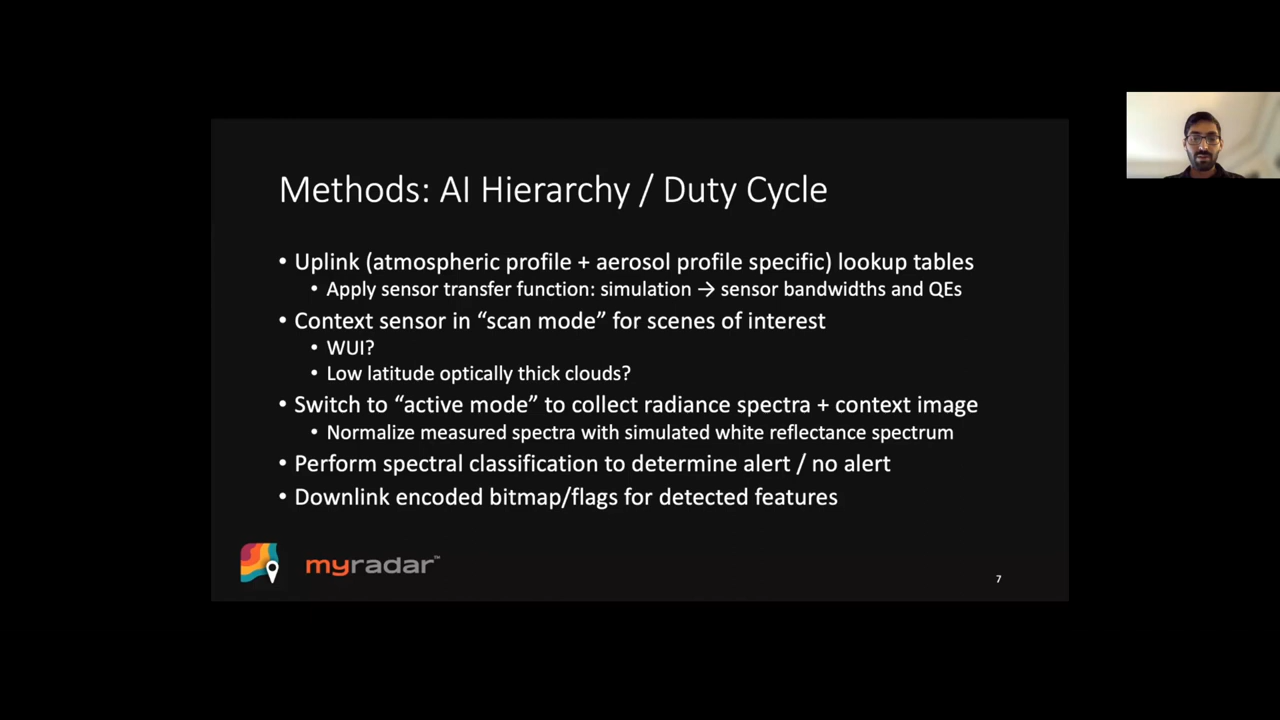 Methods: AI Hierarchy / Duty Cycle
• Uplink (atmospheric profile + aerosol profile specific) lookup tables
• Apply sensor transfer function: simulation → sensor bandwidths and QEs
• Context sensor in “scan mode” for scenes of interest
• WUI?
• Low latitude optically thick clouds?
• Switch to “active mode” to collect radiance spectra + context image
• Normalize measured spectra with simulated white reflectance spectrum
• Perform spectral classification to determine alert / no alert
• Downlink encoded bitmap/flags for detected features
myradar™
7